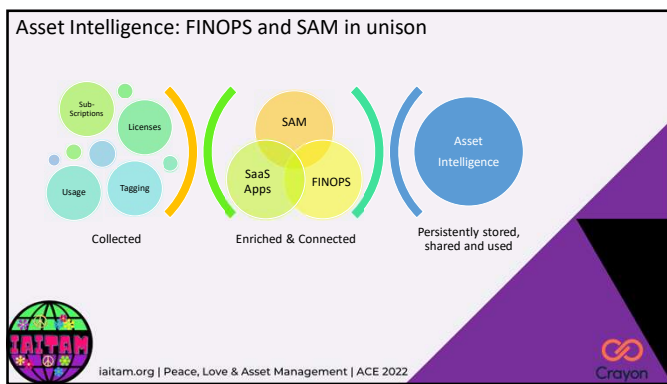 Asset Intelligence: FINOPS and SAM in unison
Sub-
Scriptions
Licenses
Usage
Tagging
Collected
SAM
SaaS
Apps
FINOPS
Enriched & Connected
Asset
Intelligence
Persistently stored,
shared and used
IAITAM
iaitam.org | Peace, Love & Asset Management | ACE 2022
Crayon